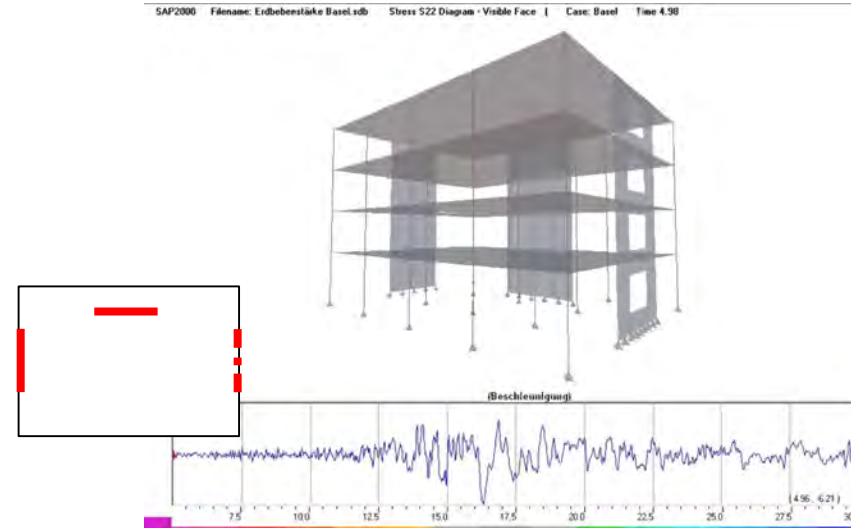 SAP2000 Filename: Erdbebenstärke Basel.sdb Stress S22 Diagram - Visible Face | Case: Basel Time 4.98
(Beschleunigung)
(4.96, 6.21)
7.5 10.0 12.5 15.0 17.5 20.0 22.5 25.0 27.5 30